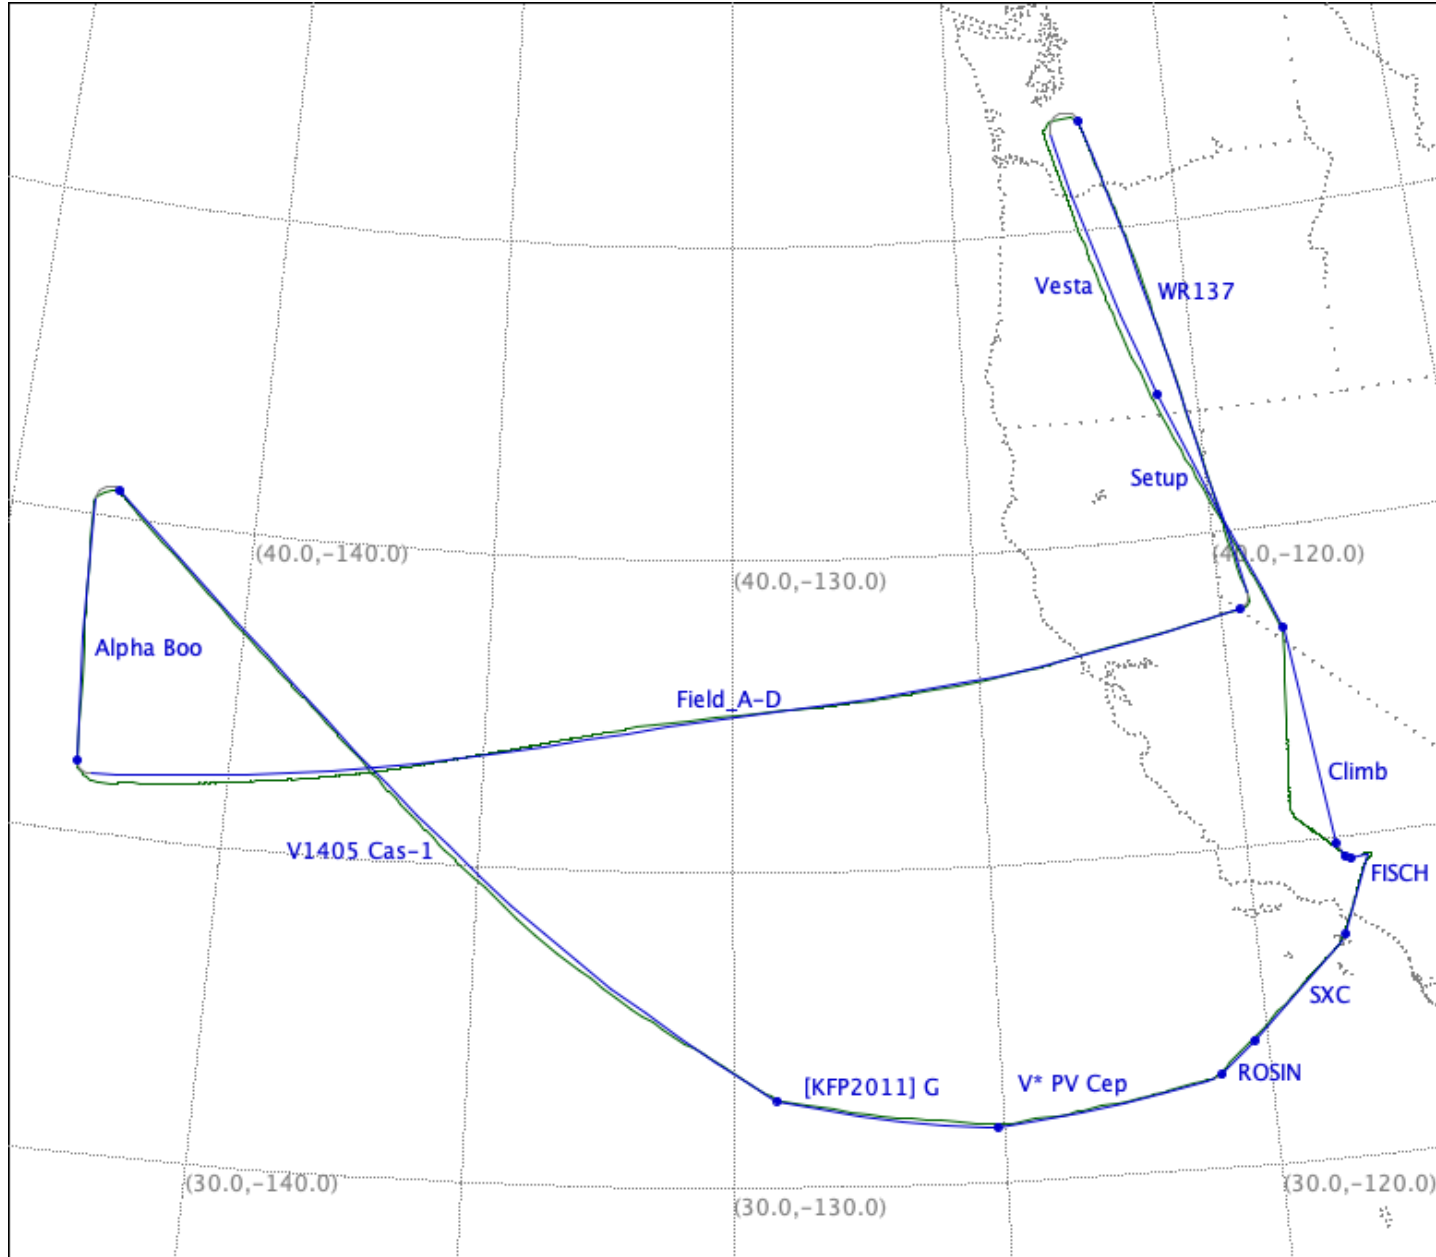 Vesta
WR137
Setup
(40.0,−140.0)
(40.0,−130.0)
(40.0,−120.0)
Alpha Boo
Field_A-D
Climb
V1405 Cas-1
FISCH
SXC
ROSIN
V* PV Cep
[KFP2011] G
(30.0,−140.0)
(30.0,−130.0)
(30.0,−120.0)